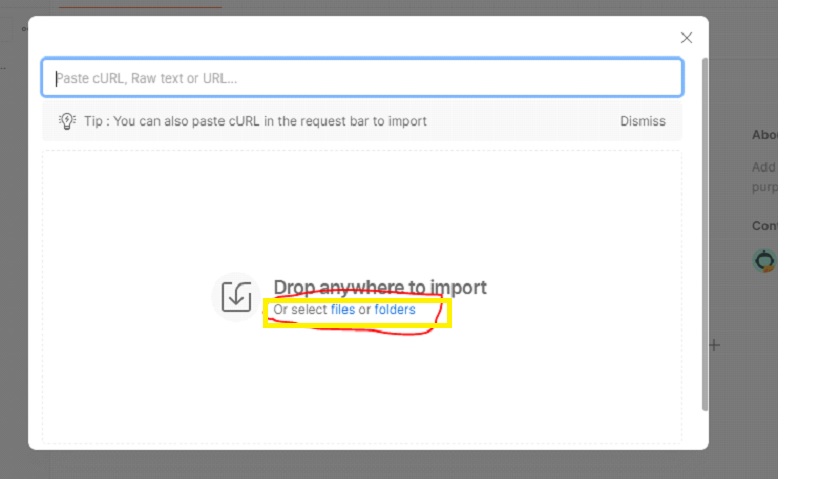 Paste cURL, Raw text or URL...
Tip : You can also paste cURL in the request bar to import
Dismiss
Abo
Add
purp
Con
Drop anywhere to import
Or select files or folders